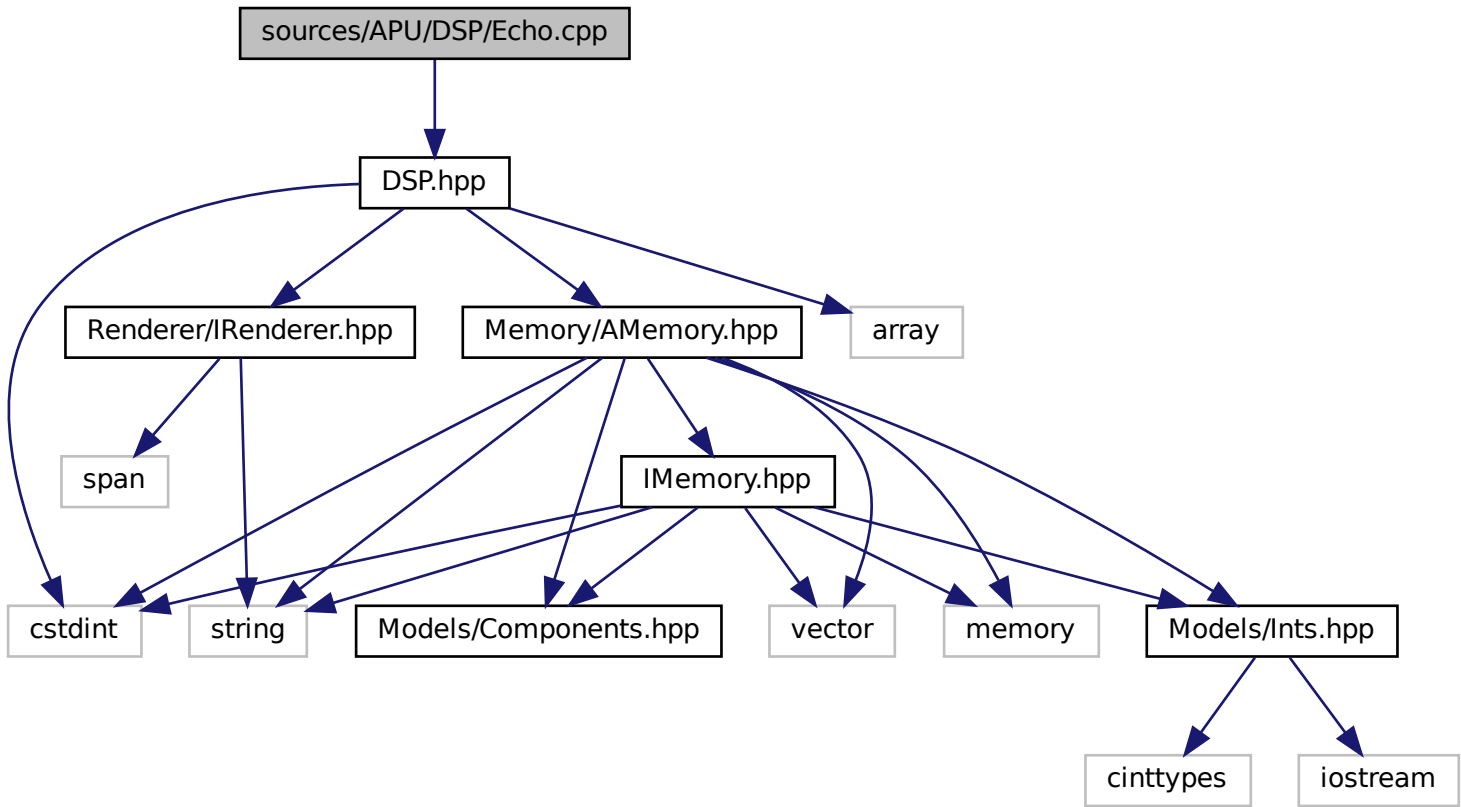 sources/APU/DSP/Echo.cpp
DSP.hpp
Renderer/IRenderer.hpp
Memory/AMemory.hpp
array
span
IMemory.hpp
cstdint
string
Models/Components.hpp
vector
memory
Models/Ints.hpp
cinttypes
iostream